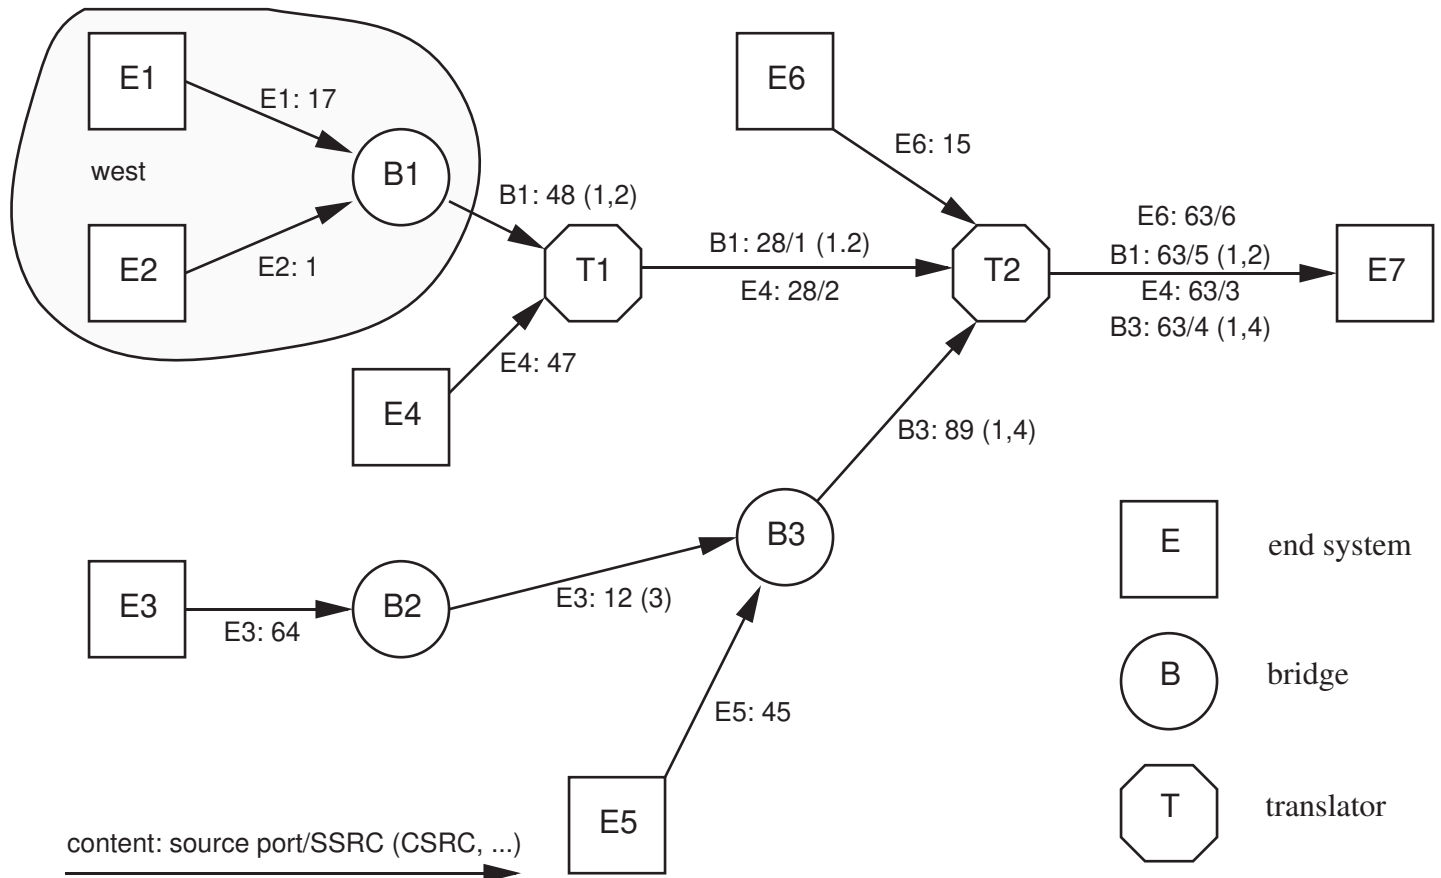 E1
E1: 17
west
B1
E2
E2: 1
B1: 48 (1,2)
T1
E4
E4: 47
B1: 28/1 (1.2)
E4: 28/2
E6
E6: 15
T2
E6: 63/6
B1: 63/5 (1,2)
E4: 63/3
B3: 63/4 (1,4)
E7
B3: 89 (1,4)
B3
E3
E3: 64
B2
E3: 12 (3)
E5: 45
E5
E
end system
B
bridge
T
translator
content: source port/SSRC (CSRC, ...)